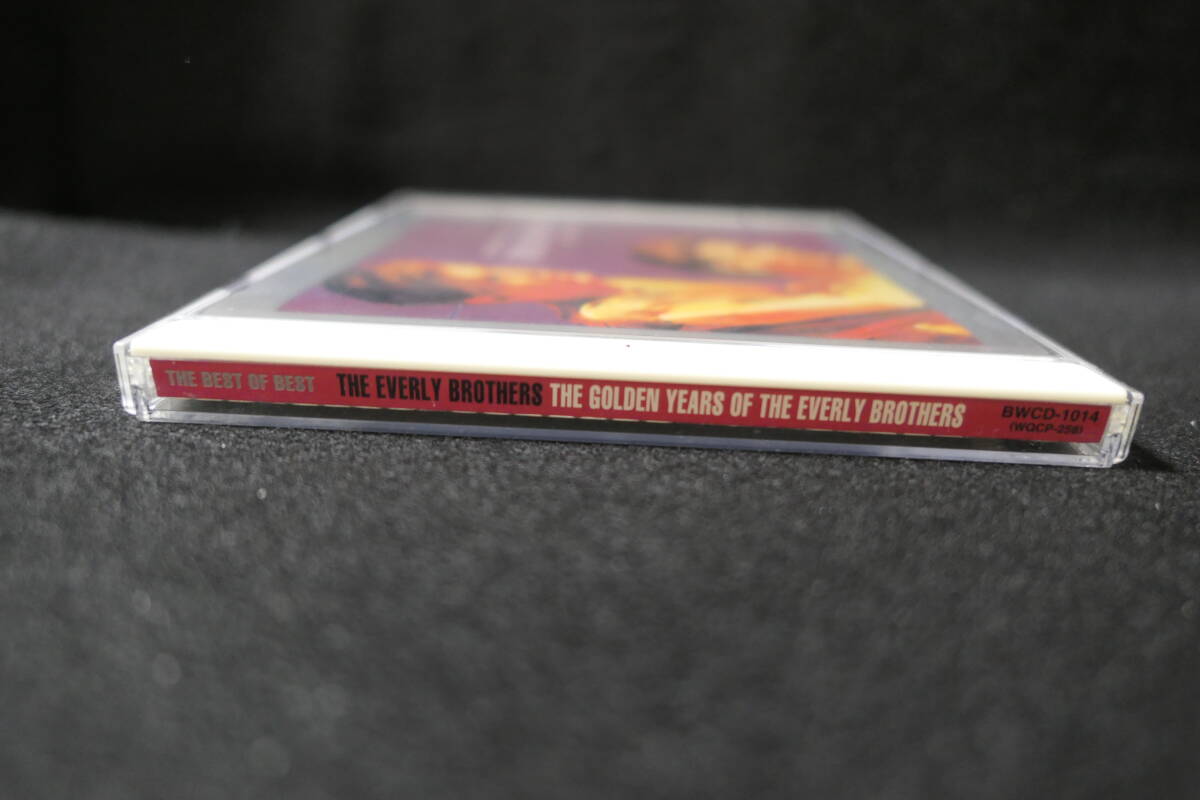 THE BEST OF BEST THE EVERLY BROTHERS THE GOLDEN YEARS OF THE EVERLY BROTHERS BWCD-1014
(WQCP-258)